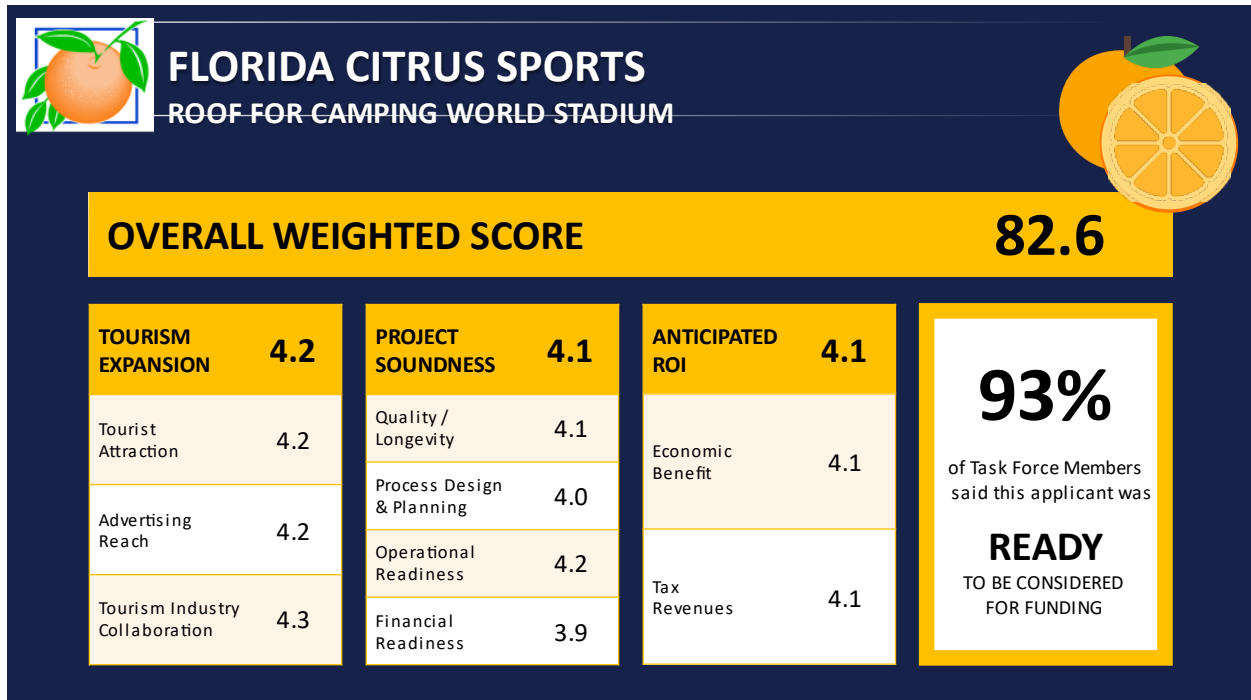 FLORIDA CITRUS SPORTS
ROOF FOR CAMPING WORLD STADIUM
OVERALL WEIGHTED SCORE 82.6
TOURISM
EXPANSION 4.2
Tourist
Attraction 4.2
Advertising
Reach 4.2
Tourism Industry
Collaboration 4.3
PROJECT
SOUNDNESS 4.1
Quality /
Longevity 4.1
Process Design
& Planning 4.0
Operational
Readiness 4.2
Financial
Readiness 3.9
ANTICIPATED
ROI 4.1
Economic
Benefit 4.1
Tax
Revenues 4.1
93%
of Task Force Members
said this applicant was
READY
TO BE CONSIDERED
FOR FUNDING